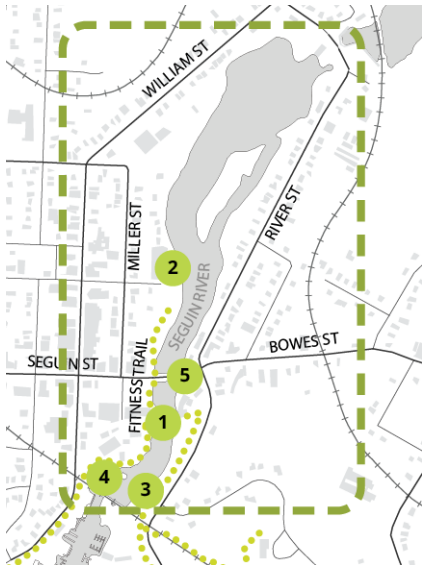 WILLIAM ST
MILLER ST
RIVER ST
2
SEGUIN RIVER
BOWES ST
SEGUIN ST
5
FITNESS TRAIL
1
4
3